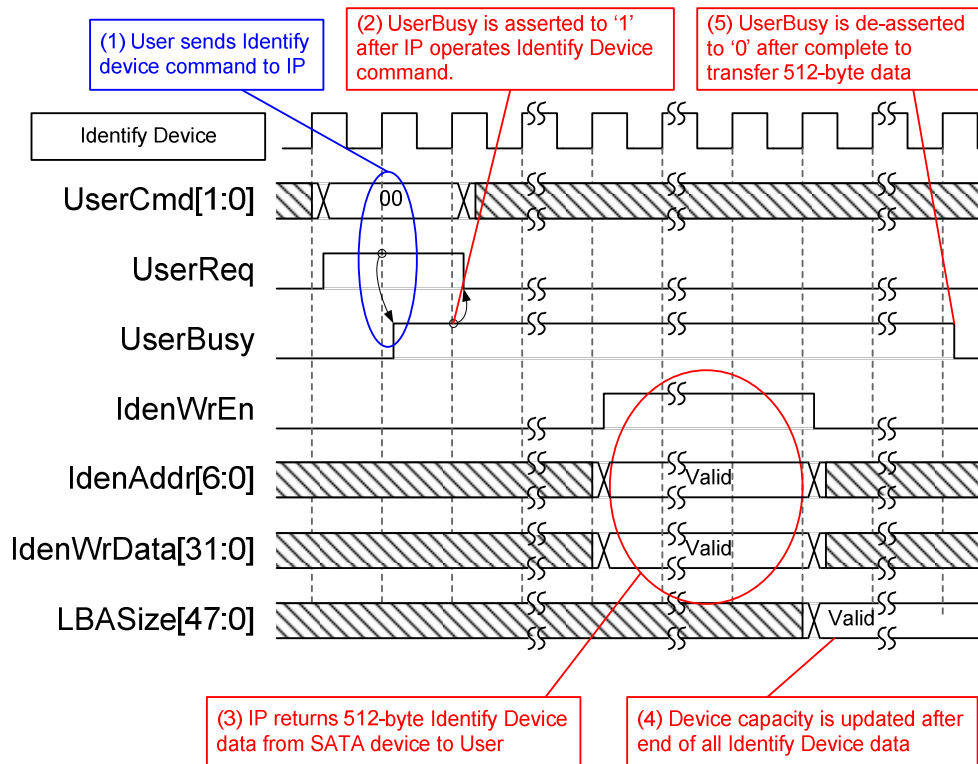 (1) User sends Identify
device command to IP
(2) UserBusy is asserted to ‘1’
after IP operates Identify Device
command.
(5) UserBusy is de-asserted
to ‘0’ after complete to
transfer 512-byte data
Identify Device
UserCmd[1:0]
00
UserReq
UserBusy
IdenWrEn
IdenAddr[6:0]
Valid
IdenWrData[31:0]
Valid
LBASize[47:0]
Valid
(3) IP returns 512-byte Identify Device
data from SATA device to User
(4) Device capacity is updated after
end of all Identify Device data